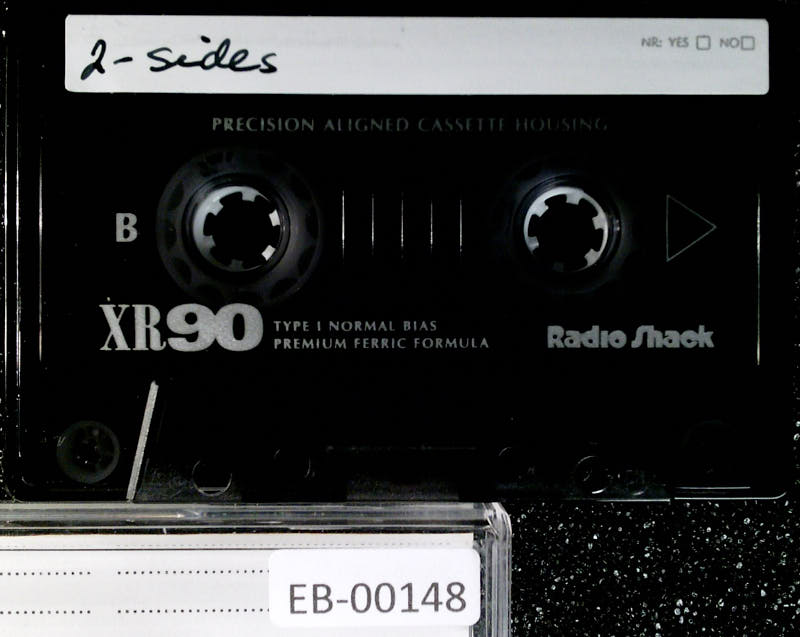 2-sides
NR: YES NO
PRECISION ALIGNED CASSETTE HOUSING
B
XR90 TYPE I NORMAL BIAS
PREMIUM FERRIC FORMULA
Radio Shack
EB-00148